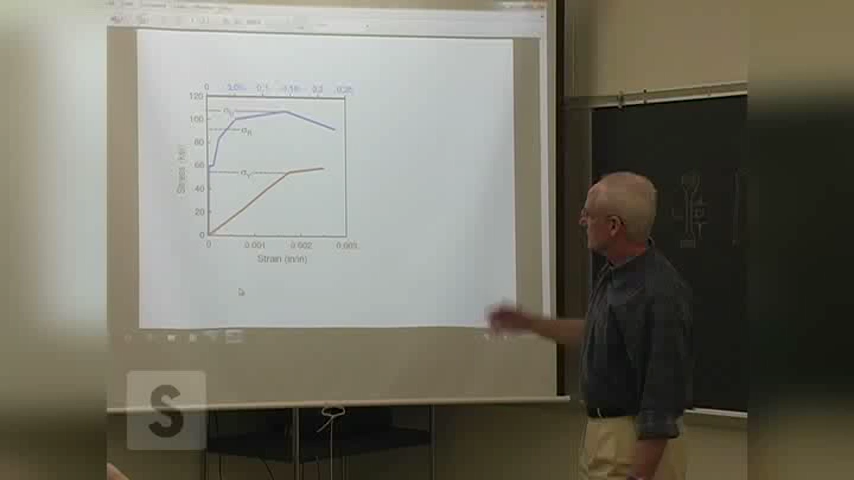 0 0.05 0.1 0.15 0.2 0.25
120
100
80
60
40
20
0
σu
σR
σY
Stress (ksi)
0 0.001 0.002 0.003
Strain (in/in)
S